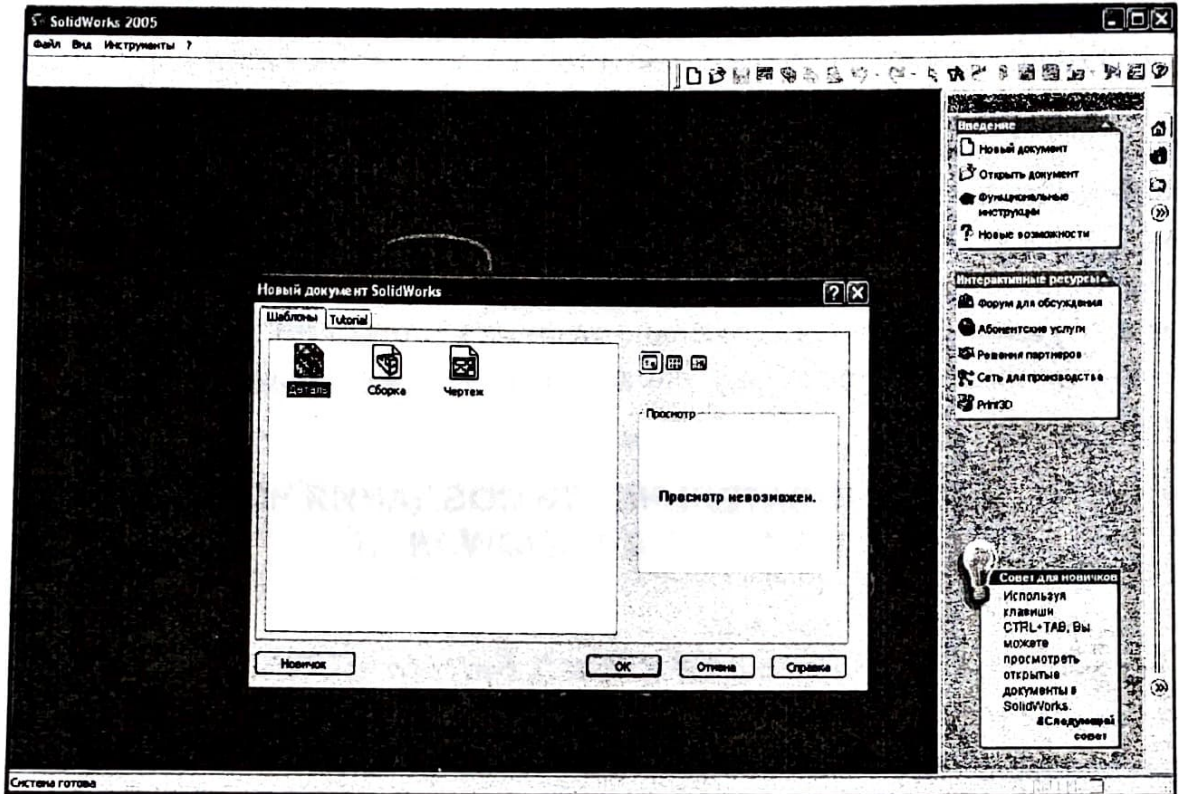 SolidWorks 2005
Файл Вид Инструменты ?
Введение
Новый документ
Открыть документ
Функциональные
инструкции
Новые возможности
Интерактивные ресурсы
Форум для обсуждения
Абонентские услуги
Решения партнеров
Сеть для производства
Print3D
Новый документ SolidWorks
Шаблоны Tutorial
Деталь Сборка Чертеж
Просмотр
Просмотр невозможен.
Новичок OK Отмена Справка
Совет для новичков
Используя
клавиши
CTRL+TAB, Вы
можете
просмотреть
открытые
документы в
SolidWorks.
&Следующий
совет
Система готова